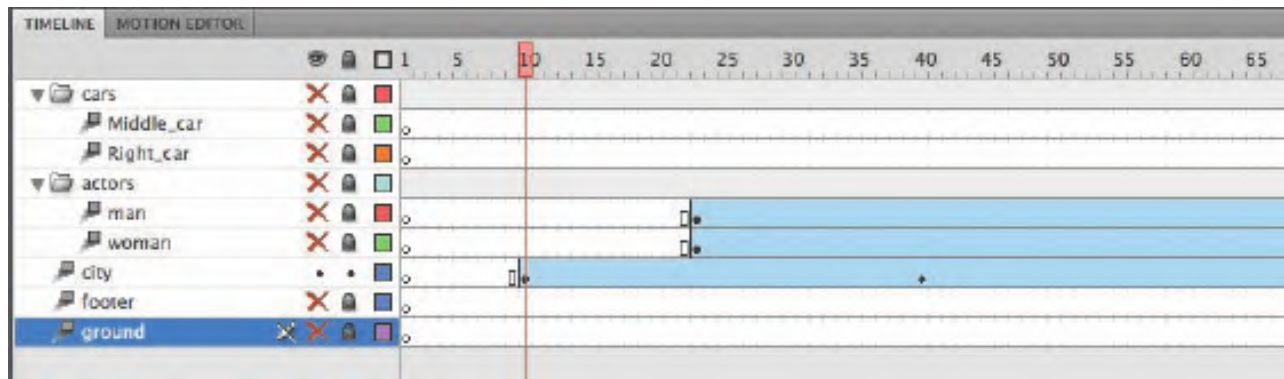 TIMELINE MOTION EDITOR
1 5 10 15 20 25 30 35 40 45 50 55 60 65
cars
Middle_car
Right_car
actors
man
woman
city
footer
ground